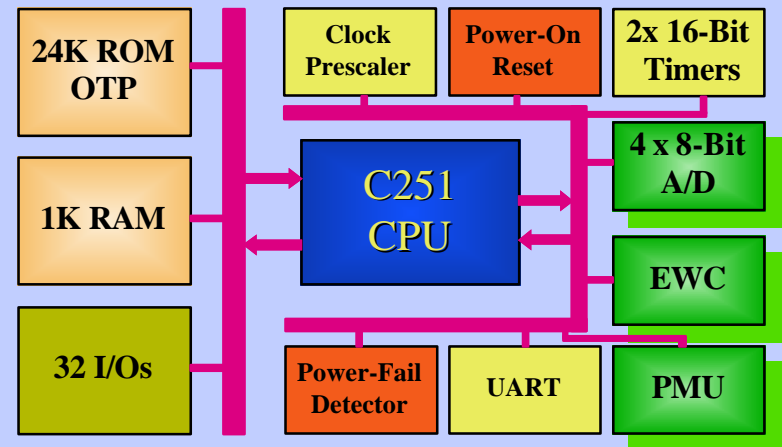 24K ROM
OTP
Clock
Prescaler
Power-On
Reset
2x 16-Bit
Timers
4 x 8-Bit
A/D
1K RAM
C251
CPU
EWC
32 I/Os
Power-Fail
Detector
UART
PMU